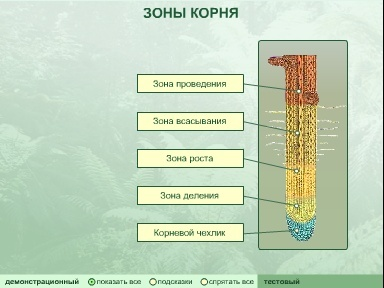 ЗОНЫ КОРНЯ
Зона проведения
Зона всасывания
Зона роста
Зона деления
Корневой чехлик
демонстрационный показать все подсказки спрятать все тестовый